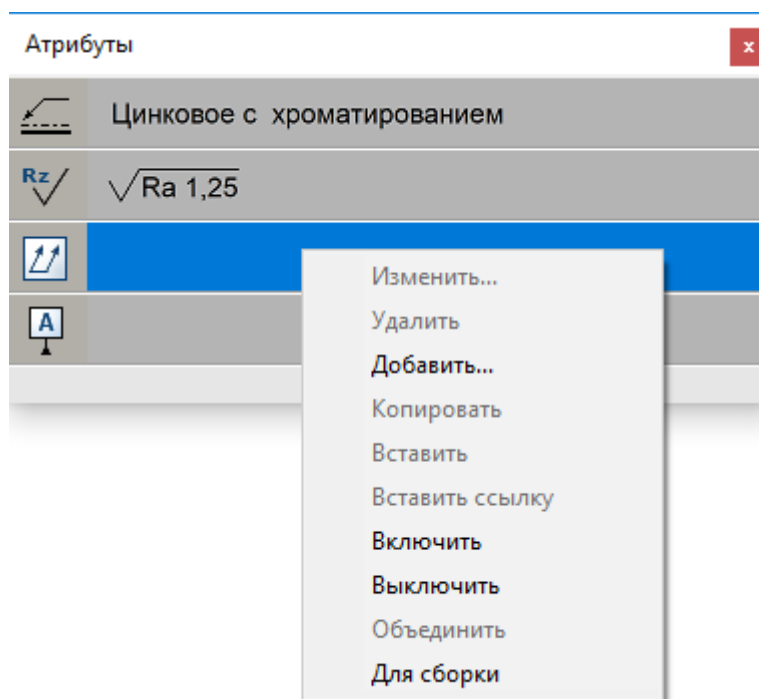 Атрибуты
x
Цинковое с хроматированием
Rz
√Ra 1,25
Изменить...
Удалить
A
Добавить...
Копировать
Вставить
Вставить ссылку
Включить
Выключить
Объединить
Для сборки